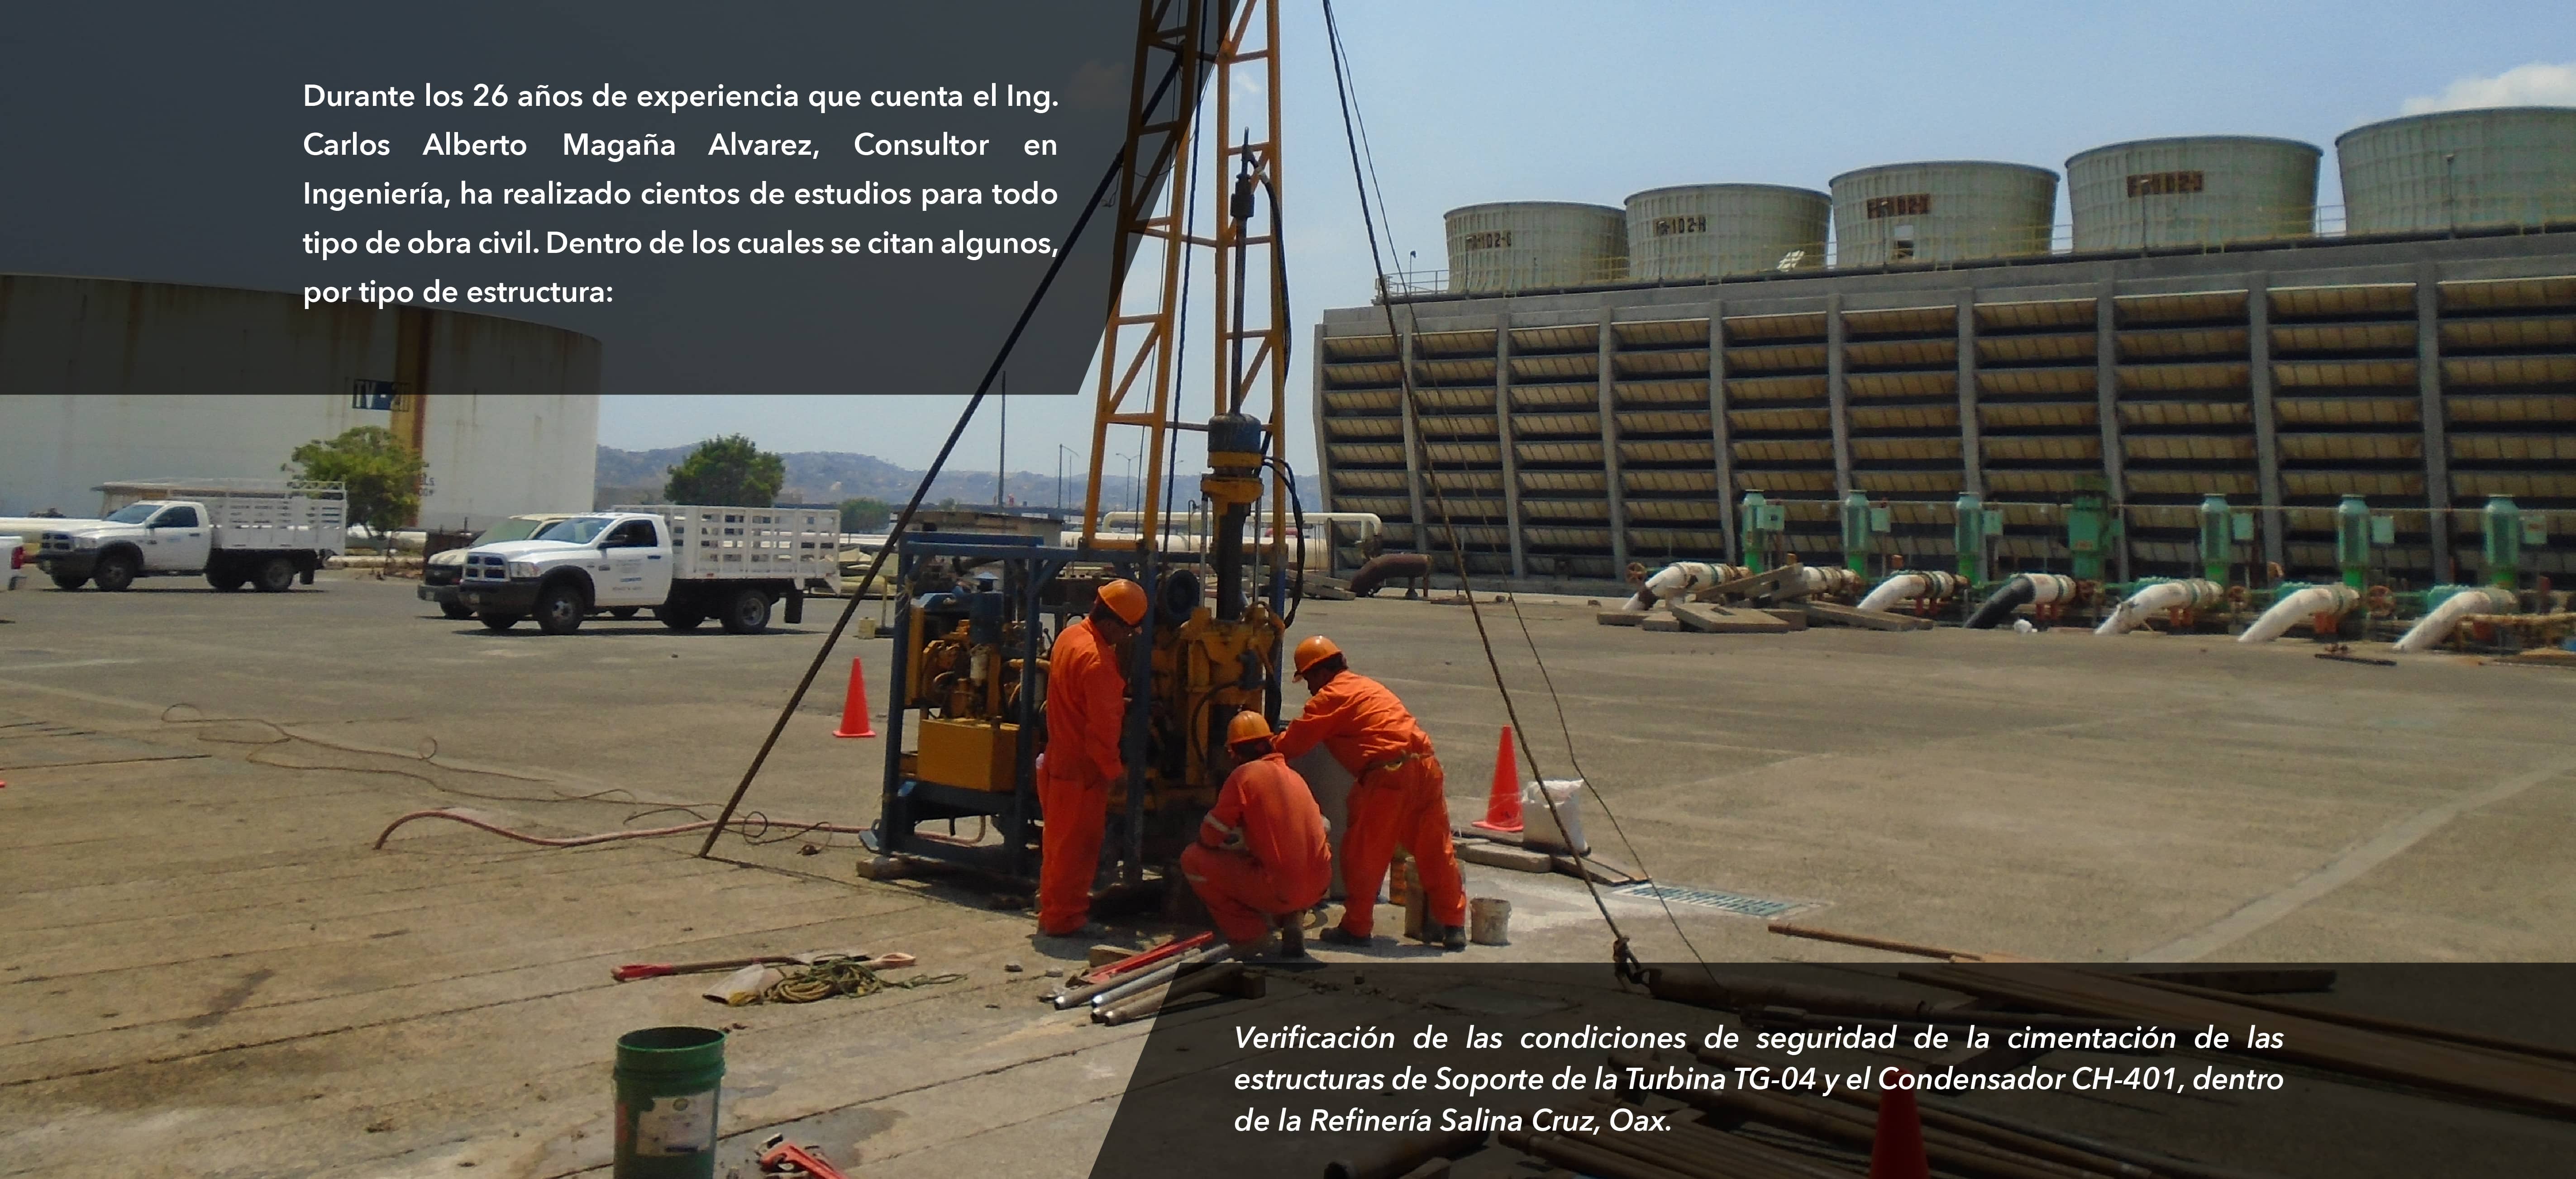 Durante los 26 años de experiencia que cuenta el Ing.
Carlos Alberto Magaña Alvarez, Consultor en
Ingeniería, ha realizado cientos de estudios para todo
tipo de obra civil. Dentro de los cuales se citan algunos,
por tipo de estructura:
Verificación de las condiciones de seguridad de la cimentación de las
estructuras de Soporte de la Turbina TG-04 y el Condensador CH-401, dentro
de la Refinería Salina Cruz, Oax.